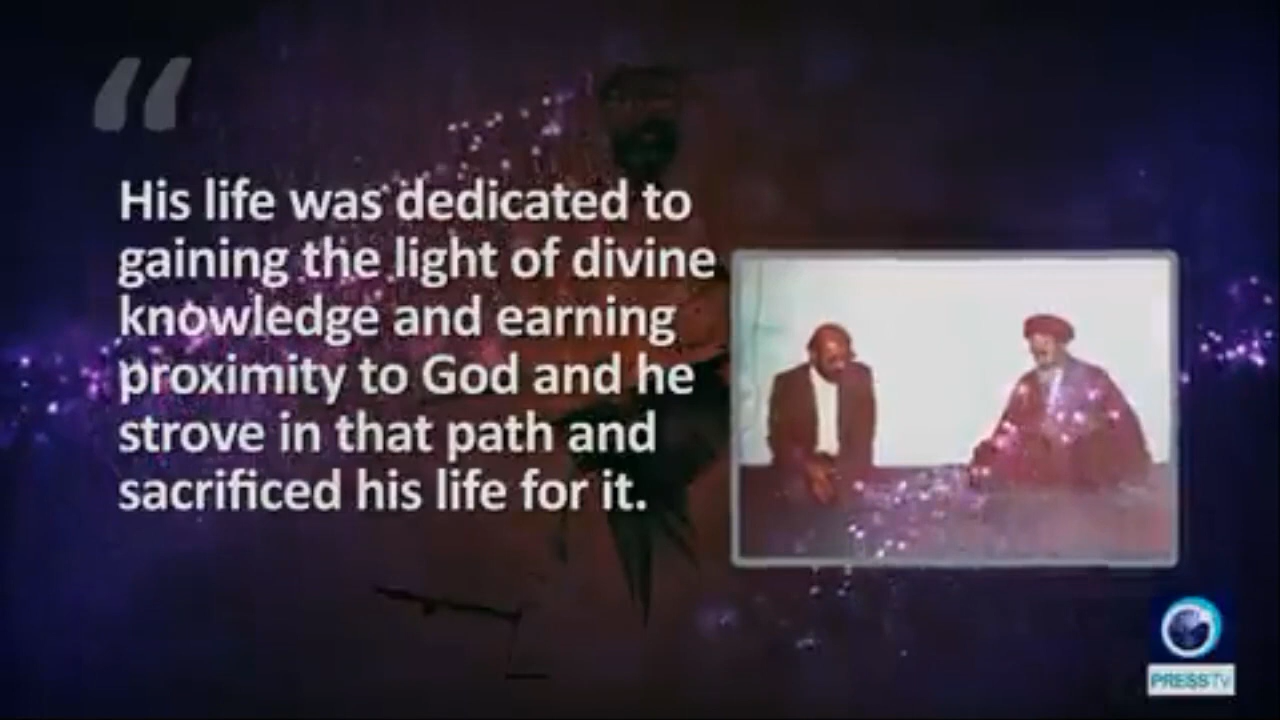 “
His life was dedicated to
gaining the light of divine
knowledge and earning
proximity to God and he
strove in that path and
sacrificed his life for it.
PRESSTV